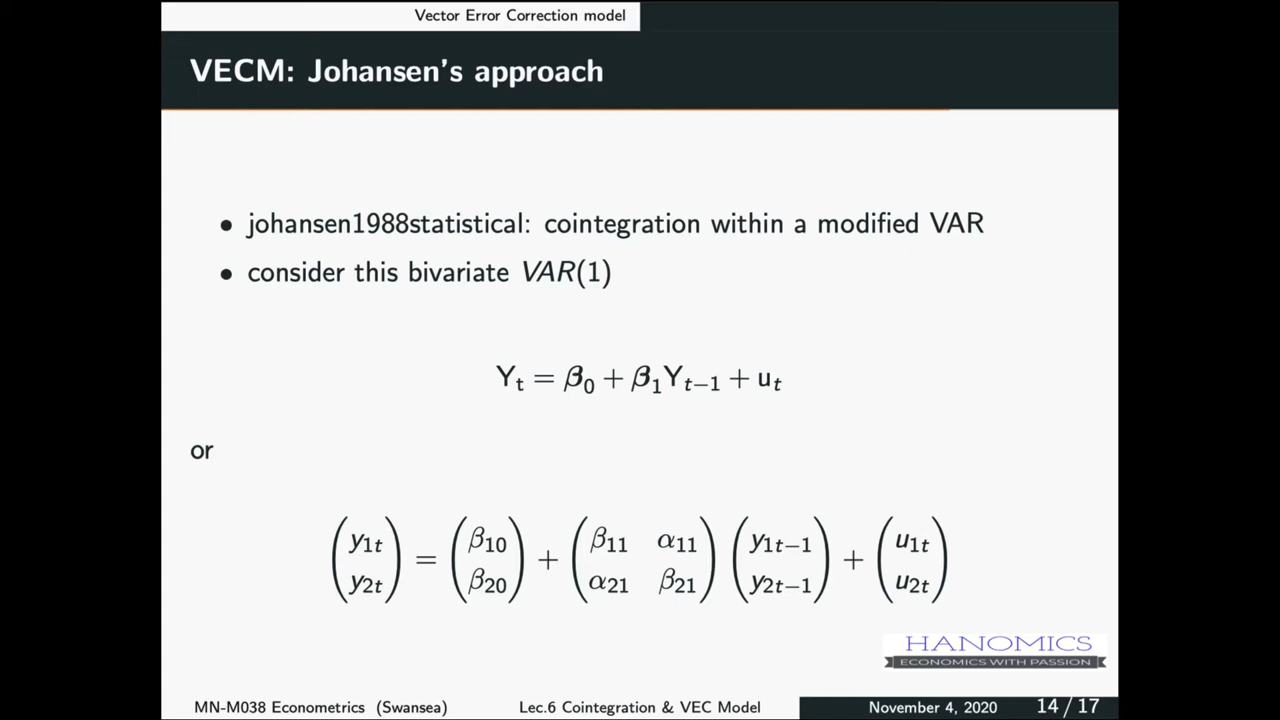 Vector Error Correction model
VECM: Johansen's approach
• johansen1988statistical: cointegration within a modified VAR
• consider this bivariate VAR(1)
Yₜ = β₀ + β₁Yₜ₋₁ + uₜ
or
(y₁ₜ y₂ₜ) = (β₁₀ β₂₀) + (β₁₁ α₁₁ α₂₁ β₂₁) (y₁ₜ₋₁ y₂ₜ₋₁) + (u₁ₜ u₂ₜ)
HANOMICS
ECONOMICS WITH PASSION
MN-M038 Econometrics (Swansea) Lec.6 Cointegration & VEC Model November 4, 2020 14 / 17